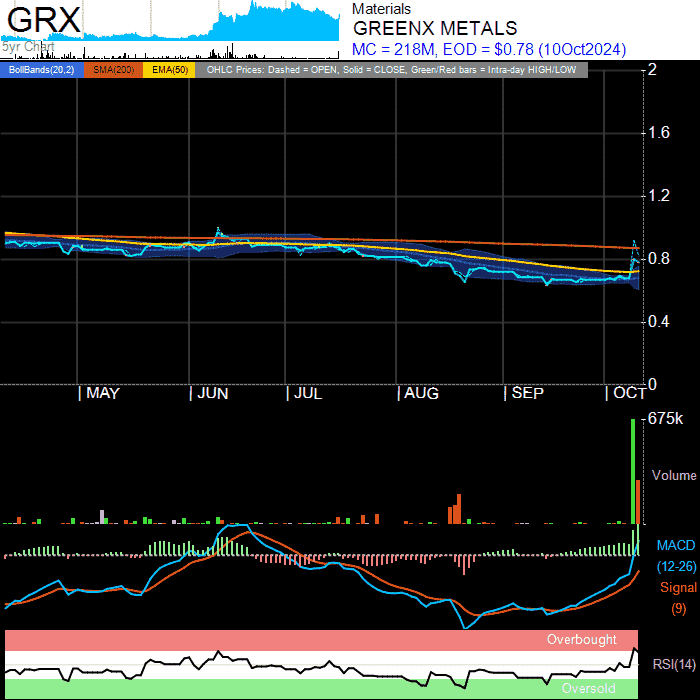 GRX
5yr Chart
Materials
GREENX METALS
MC = 218M, EOD = $0.78 (10Oct2024)
BollBands(20,2) SMA(200) EMA(50) OHLC Prices: Dashed = OPEN, Solid = CLOSE, Green/Red bars = Intra-day HIGH/LOW
2
1.6
1.2
0.8
0.4
0
| MAY | JUN | JUL | AUG | SEP | OCT
675k
Volume
MACD
(12-26)
Signal
(9)
Overbought
RSI(14)
Oversold